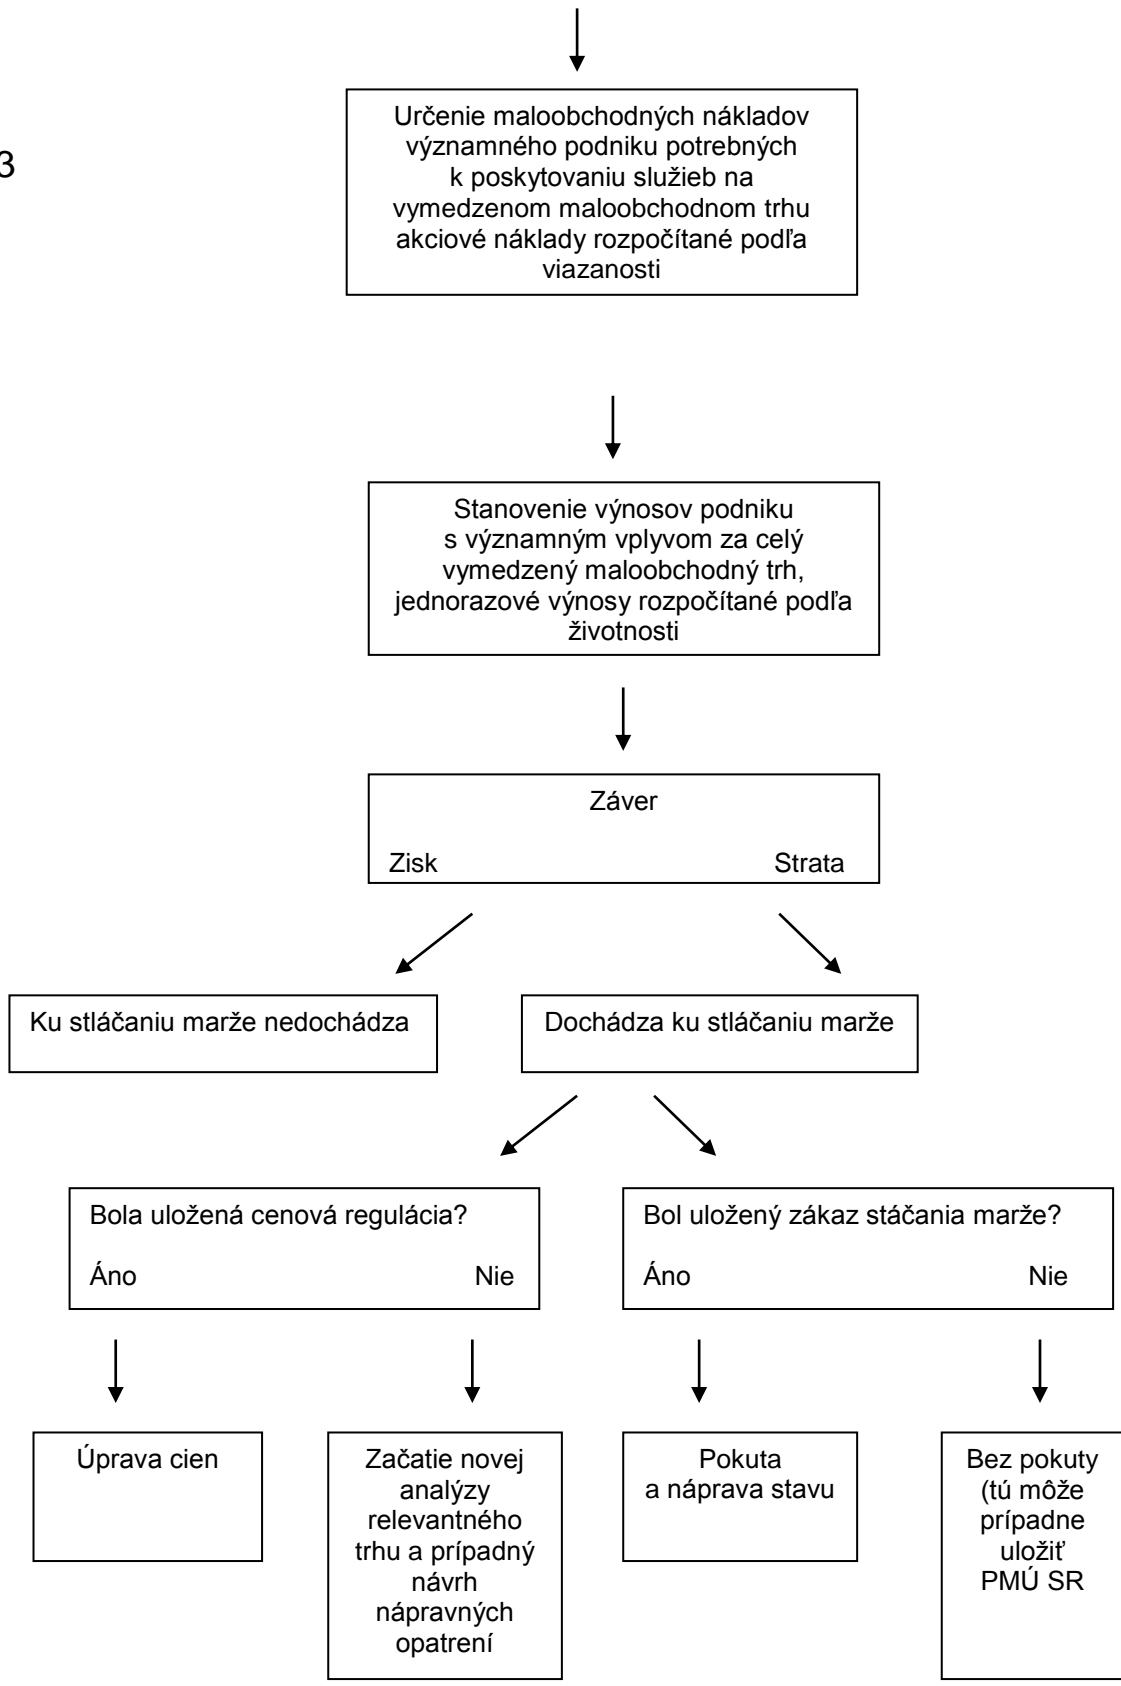 3
Určenie maloobchodných nákladov
významného podniku potrebných
k poskytovaniu služieb na
vymedzenom maloobchodnom trhu
akciové náklady rozpočítané podľa
viazanosti
Stanovenie výnosov podniku
s významným vplyvom za celý
vymedzený maloobchodný trh,
jednorazové výnosy rozpočítané podľa
životnosti
Záver
Zisk Strata
Ku stláčaniu marže nedochádza
Dochádza ku stláčaniu marže
Bola uložená cenová regulácia?
Áno Nie
Bol uložený zákaz stáčania marže?
Áno Nie
Úprava cien
Začatie novej
analýzy
relevantného
trhu a prípadný
návrh
nápravných
opatrení
Pokuta
a náprava stavu
Bez pokuty
(tú môže
prípadne
uložiť
PMÚ SR